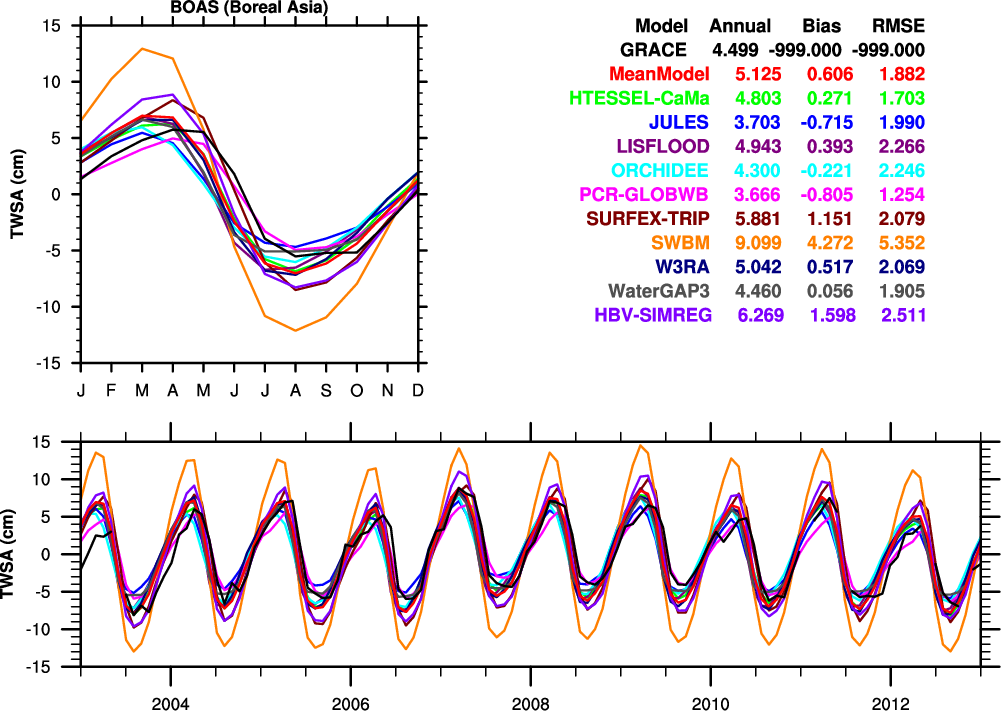 BOAS (Boreal Asia)
15
10
5
0
-5
-10
-15
TWSA (cm)
J F M A M J J A S O N D
Model Annual Bias RMSE
GRACE 4.499 -999.000 -999.000
MeanModel 5.125 0.606 1.882
HTESSEL-CaMa 4.803 0.271 1.703
JULES 3.703 -0.715 1.990
LISFLOOD 4.943 0.393 2.266
ORCHIDEE 4.300 -0.221 2.246
PCR-GLOBWB 3.666 -0.805 1.254
SURFEX-TRIP 5.881 1.151 2.079
SWBM 9.099 4.272 5.352
W3RA 5.042 0.517 2.069
WaterGAP3 4.460 0.056 1.905
HBV-SIMREG 6.269 1.598 2.511
15
10
5
0
-5
-10
-15
TWSA (cm)
2004 2006 2008 2010 2012